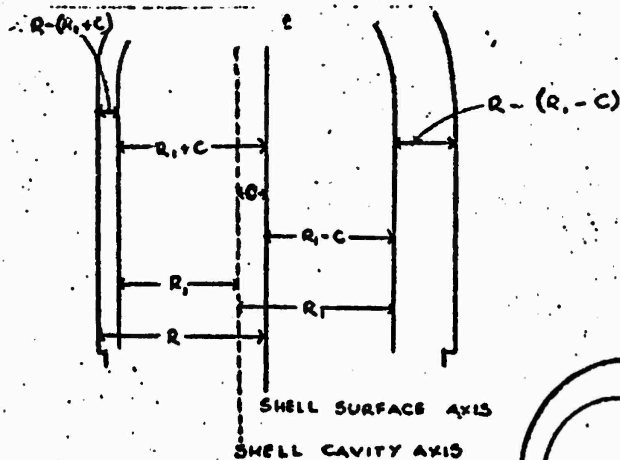 R-(R₁+C)
R - (R₁-C)
R₁+C
C
R₁-C
R₁
R₁
R
SHELL SURFACE AXIS
SHELL CAVITY AXIS